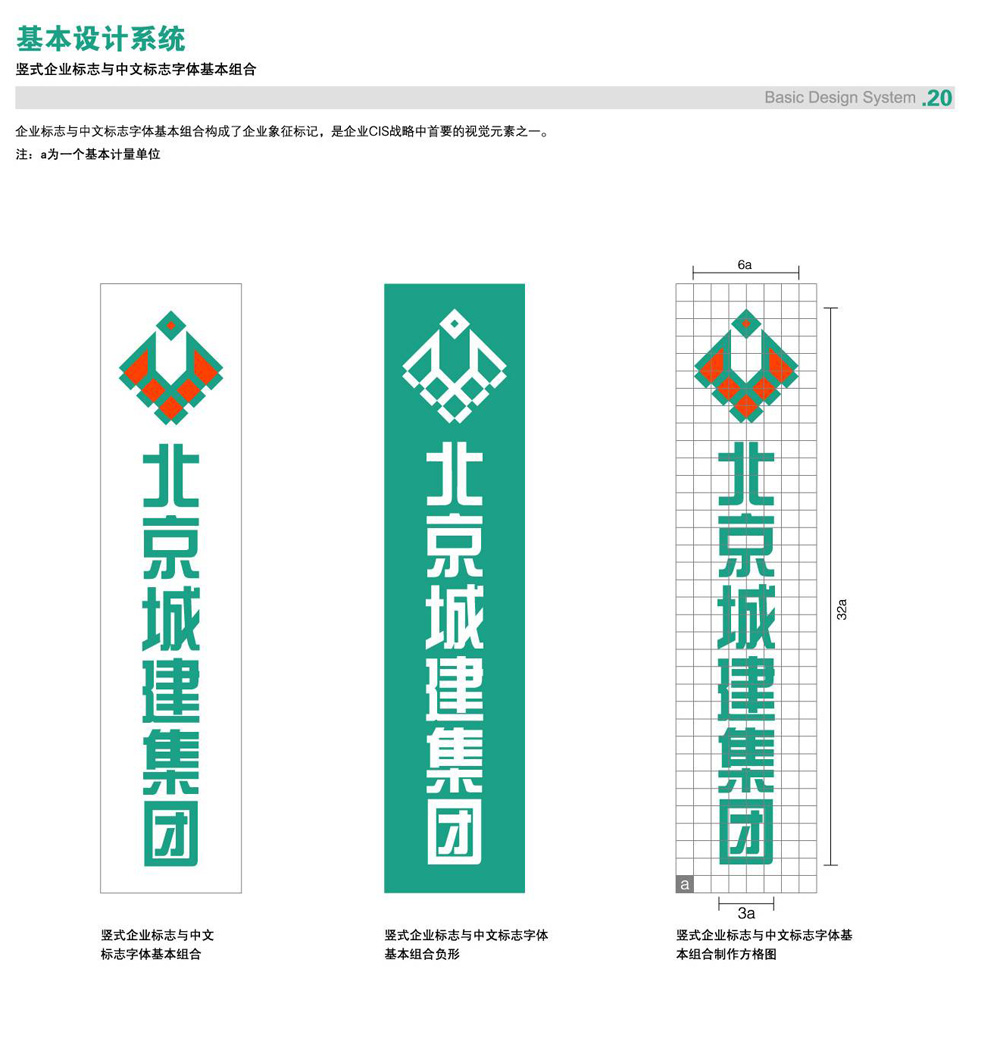 基本设计系统
竖式企业标志与中文标志字体基本组合
Basic Design System .20
企业标志与中文标志字体基本组合构成了企业象征标记，是企业CIS战略中首要的视觉元素之一。
注：a为一个基本计量单位
北京城建集团
北京城建集团
6a
北京城建集团
32a
a
3a
竖式企业标志与中文
标志字体基本组合
竖式企业标志与中文标志字体
基本组合负形
竖式企业标志与中文标志字体基
本组合制作方格图